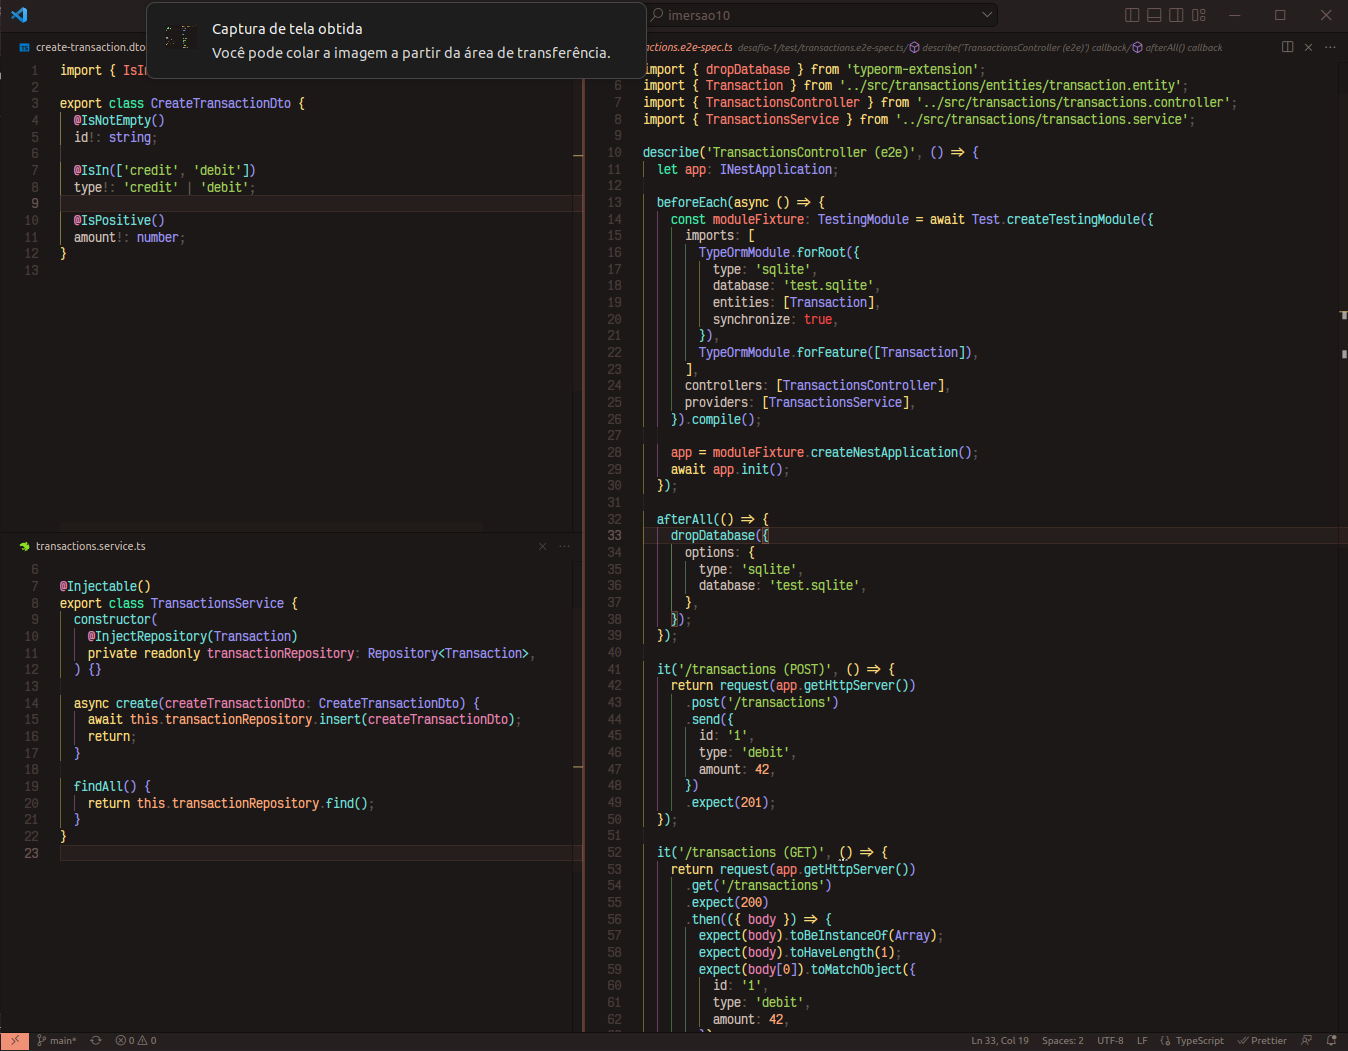 Captura de tela obtida
Você pode colar a imagem a partir da área de transferência.
imersao10
create-transaction.dto
1 import { IsIn
2
3 export class CreateTransactionDto {
4 @IsNotEmpty()
5 id!: string;
6
7 @IsIn(['credit', 'debit'])
8 type!: 'credit' | 'debit';
9
10 @IsPositive()
11 amount!: number;
12 }
13
transactions.service.ts
6
7 @Injectable()
8 export class TransactionsService {
9 constructor(
10 @InjectRepository(Transaction)
11 private readonly transactionRepository: Repository<Transaction>,
12 ) {}
13
14 async create(createTransactionDto: CreateTransactionDto) {
15 await this.transactionRepository.insert(createTransactionDto);
16 return;
17 }
18
19 findAll() {
20 return this.transactionRepository.find();
21 }
22 }
23
actions.e2e-spec.ts desafio-1/test/transactions.e2e-spec.ts/ describe('TransactionsController (e2e)') callback/ afterAll() callback
import { dropDatabase } from 'typeorm-extension';
6 import { Transaction } from '../src/transactions/entities/transaction.entity';
7 import { TransactionsController } from '../src/transactions/transactions.controller';
8 import { TransactionsService } from '../src/transactions/transactions.service';
9
10 describe('TransactionsController (e2e)', () => {
11 let app: INestApplication;
12
13 beforeEach(async () => {
14 const moduleFixture: TestingModule = await Test.createTestingModule({
15 imports: [
16 TypeOrmModule.forRoot({
17 type: 'sqlite',
18 database: 'test.sqlite',
19 entities: [Transaction],
20 synchronize: true,
21 }),
22 TypeOrmModule.forFeature([Transaction]),
23 ],
24 controllers: [TransactionsController],
25 providers: [TransactionsService],
26 }).compile();
27
28 app = moduleFixture.createNestApplication();
29 await app.init();
30 });
31
32 afterAll(() => {
33 dropDatabase({
34 options: {
35 type: 'sqlite',
36 database: 'test.sqlite',
37 },
38 });
39 });
40
41 it('/transactions (POST)', () => {
42 return request(app.getHttpServer())
43 .post('/transactions')
44 .send({
45 id: '1',
46 type: 'debit',
47 amount: 42,
48 })
49 .expect(201);
50 });
51
52 it('/transactions (GET)', () => {
53 return request(app.getHttpServer())
54 .get('/transactions')
55 .expect(200)
56 .then(({ body }) => {
57 expect(body).toBeInstanceOf(Array);
58 expect(body).toHaveLength(1);
59 expect(body[0]).toMatchObject({
60 id: '1',
61 type: 'debit',
62 amount: 42,
main* 0 0 Ln 33, Col 19 Spaces: 2 UTF-8 LF {} TypeScript Prettier